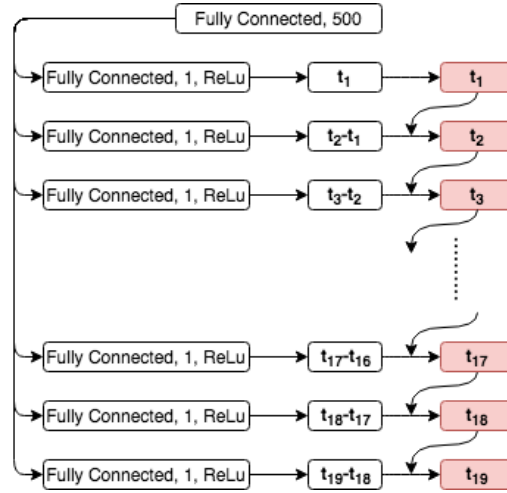 Fully Connected, 500
Fully Connected, 1, ReLu t₁ t₁
Fully Connected, 1, ReLu t₂-t₁ t₂
Fully Connected, 1, ReLu t₃-t₂ t₃
Fully Connected, 1, ReLu t₁₇-t₁₆ t₁₇
Fully Connected, 1, ReLu t₁₈-t₁₇ t₁₈
Fully Connected, 1, ReLu t₁₉-t₁₈ t₁₉